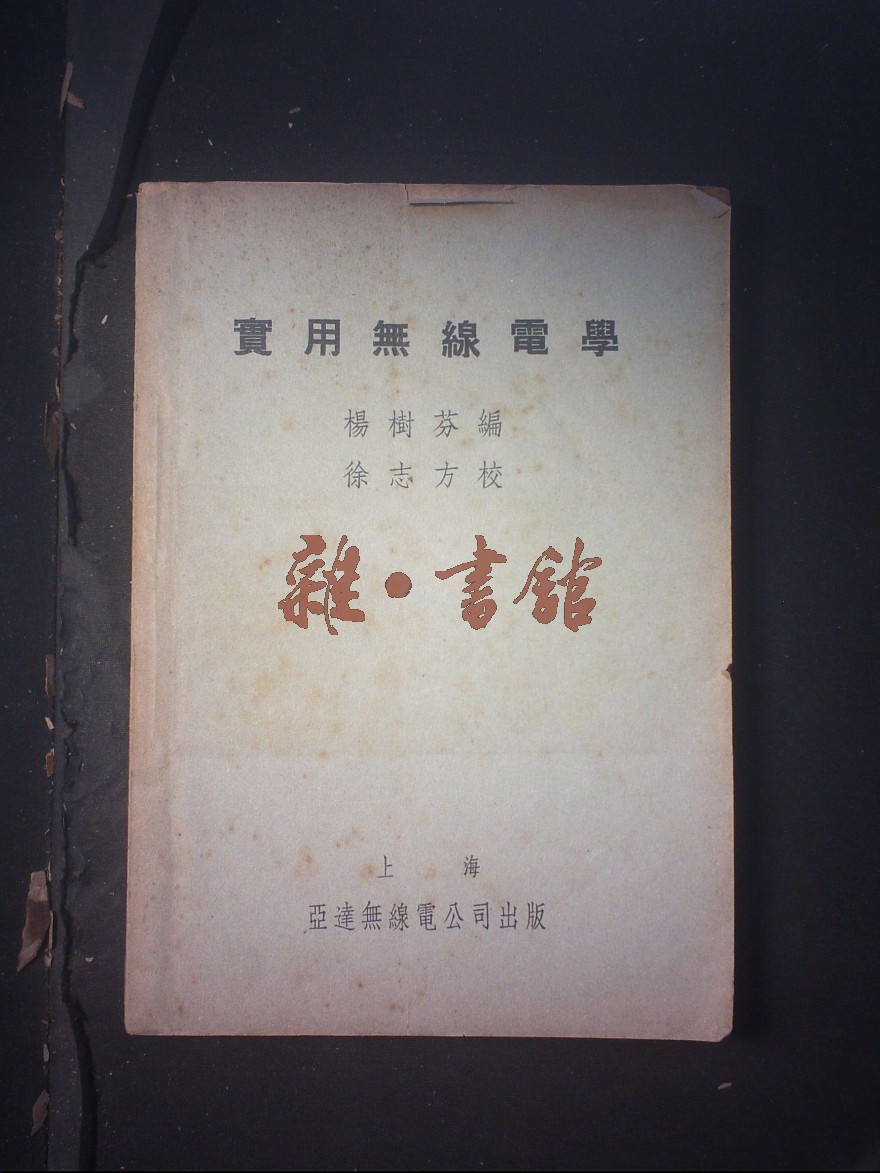 實用無線電學
楊樹芬編
徐志方校
雜•書館
上海
亞達無線電公司出版